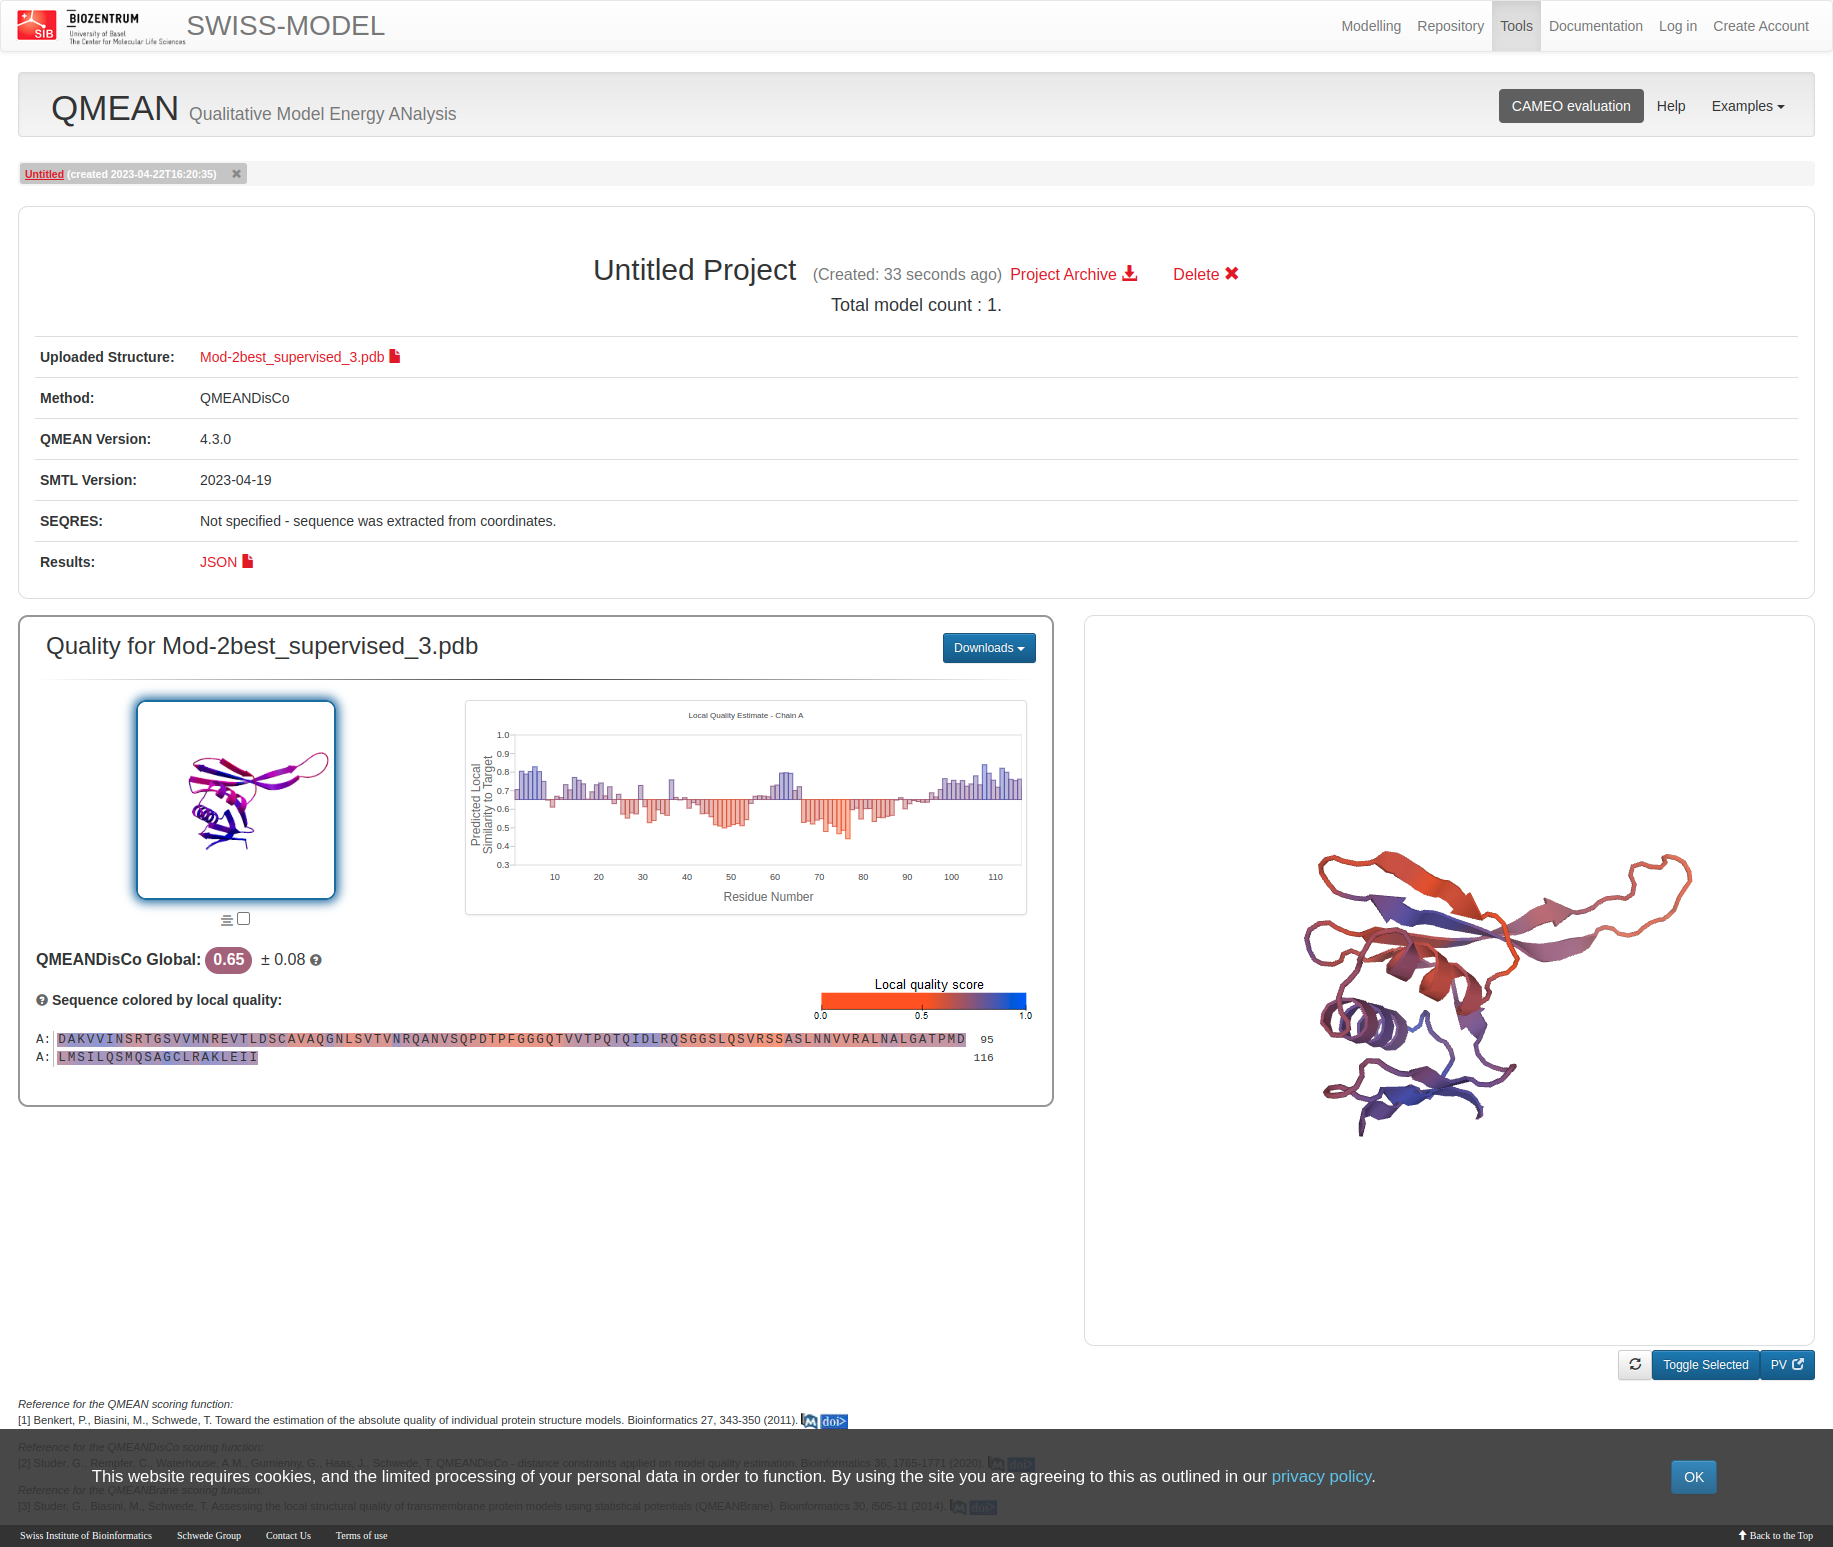 SIB
BIOZENTRUM
University of Basel
The Center for Molecular Life Sciences
SWISS-MODEL
Modelling
Repository
Tools
Documentation
Log in
Create Account
QMEAN Qualitative Model Energy ANalysis
CAMEO evaluation
Help
Examples
Untitled (created 2023-04-22T16:20:35)
Untitled Project (Created: 33 seconds ago) Project Archive Delete
Total model count : 1.
Uploaded Structure: Mod-2best_supervised_3.pdb
Method: QMEANDisCo
QMEAN Version: 4.3.0
SMTL Version: 2023-04-19
SEQRES: Not specified - sequence was extracted from coordinates.
Results: JSON
Quality for Mod-2best_supervised_3.pdb
Downloads
Local Quality Estimate - Chain A
Predicted Local
Similarity to Target
1.0
0.9
0.8
0.7
0.6
0.5
0.4
0.3
10 20 30 40 50 60 70 80 90 100 110
Residue Number
QMEANDisCo Global: 0.65 ± 0.08
Sequence colored by local quality:
Local quality score
0.0 0.5 1.0
A: DAKVVINSRTGSVVMNREVTLDSCAVAQGNLSVTVNRQANVSQPDTPFGGGQTVVTPQTQIDLRQSGGSLQSVRSSASLNNVVRALNALGATPMD 95
A: LMSILQSMQSAGCLRAKLEII 116
Toggle Selected
PV
Reference for the QMEAN scoring function:
[1] Benkert, P., Biasini, M., Schwede, T. Toward the estimation of the absolute quality of individual protein structure models. Bioinformatics 27, 343-350 (2011). doi>
Reference for the QMEANDisCo scoring function:
[2] Studer, G., Rempfer, C., Waterhouse, A.M., Gumienny, G., Haas, J., Schwede, T. QMEANDisCo - distance constraints applied on model quality estimation. Bioinformatics 36, 1765-1771 (2020). doi>
This website requires cookies, and the limited processing of your personal data in order to function. By using the site you are agreeing to this as outlined in our privacy policy.
OK
Reference for the QMEANBrane scoring function:
[3] Studer, G., Biasini, M., Schwede, T. Assessing the local structural quality of transmembrane protein models using statistical potentials (QMEANBrane). Bioinformatics 30, i505-11 (2014). doi>
Swiss Institute of Bioinformatics
Schwede Group
Contact Us
Terms of use
Back to the Top